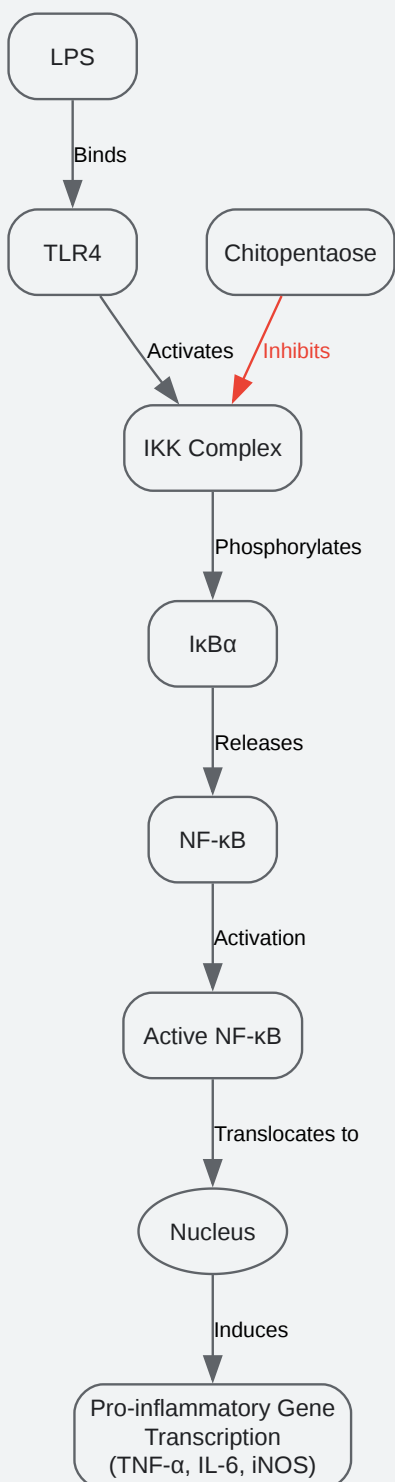 LPS
Binds
TLR4
Chitopentaose
Activates
Inhibits
IKK Complex
Phosphorylates
IκBα
Releases
NF-κB
Activation
Active NF-κB
Translocates to
Nucleus
Induces
Pro-inflammatory Gene
Transcription
(TNF-α, IL-6, iNOS)